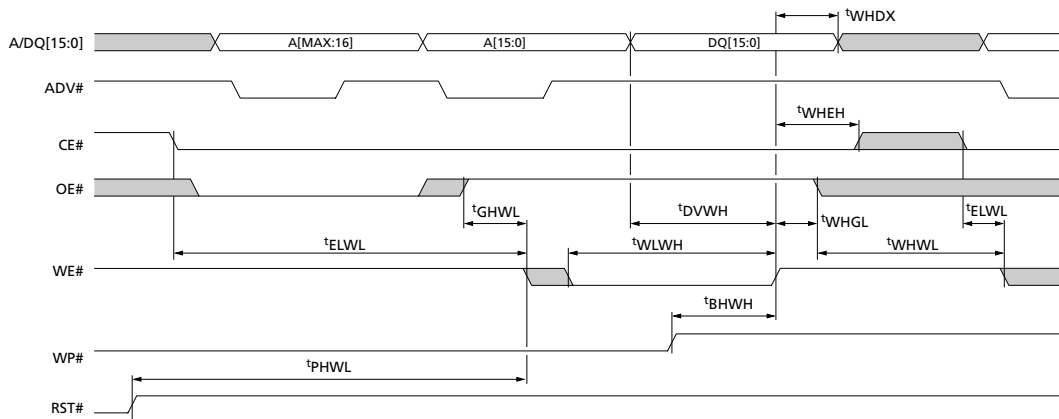 tWHDX
A/DQ[15:0] A[MAX:16] A[15:0] DQ[15:0]
ADV#
tWHEH
CE#
OE#
tGHWL tDVWH tWHGL tELWL
tELWL tWLWH tWHWL
WE#
tBHWH
WP#
tPHWL
RST#